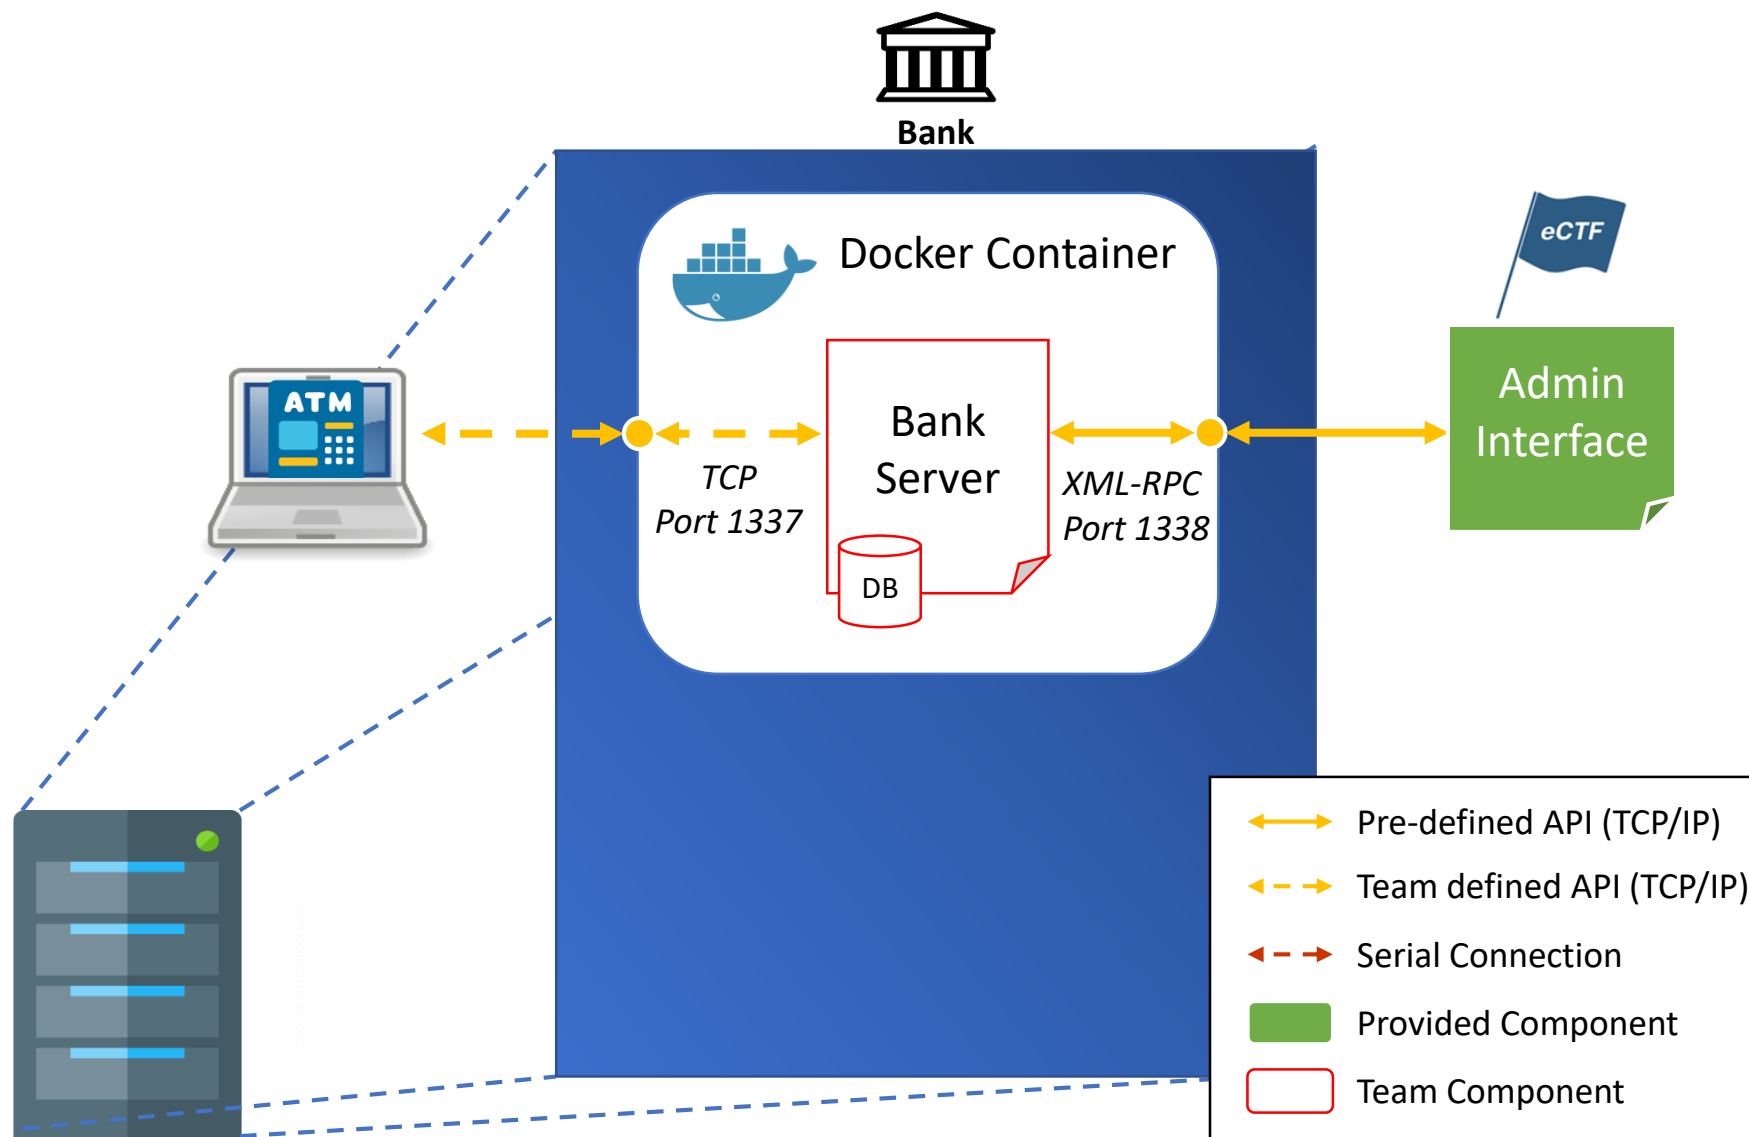 Bank
Docker Container
eCTF
ATM
Bank
Server
DB
TCP
Port 1337
XML-RPC
Port 1338
Admin
Interface
Pre-defined API (TCP/IP)
Team defined API (TCP/IP)
Serial Connection
Provided Component
Team Component